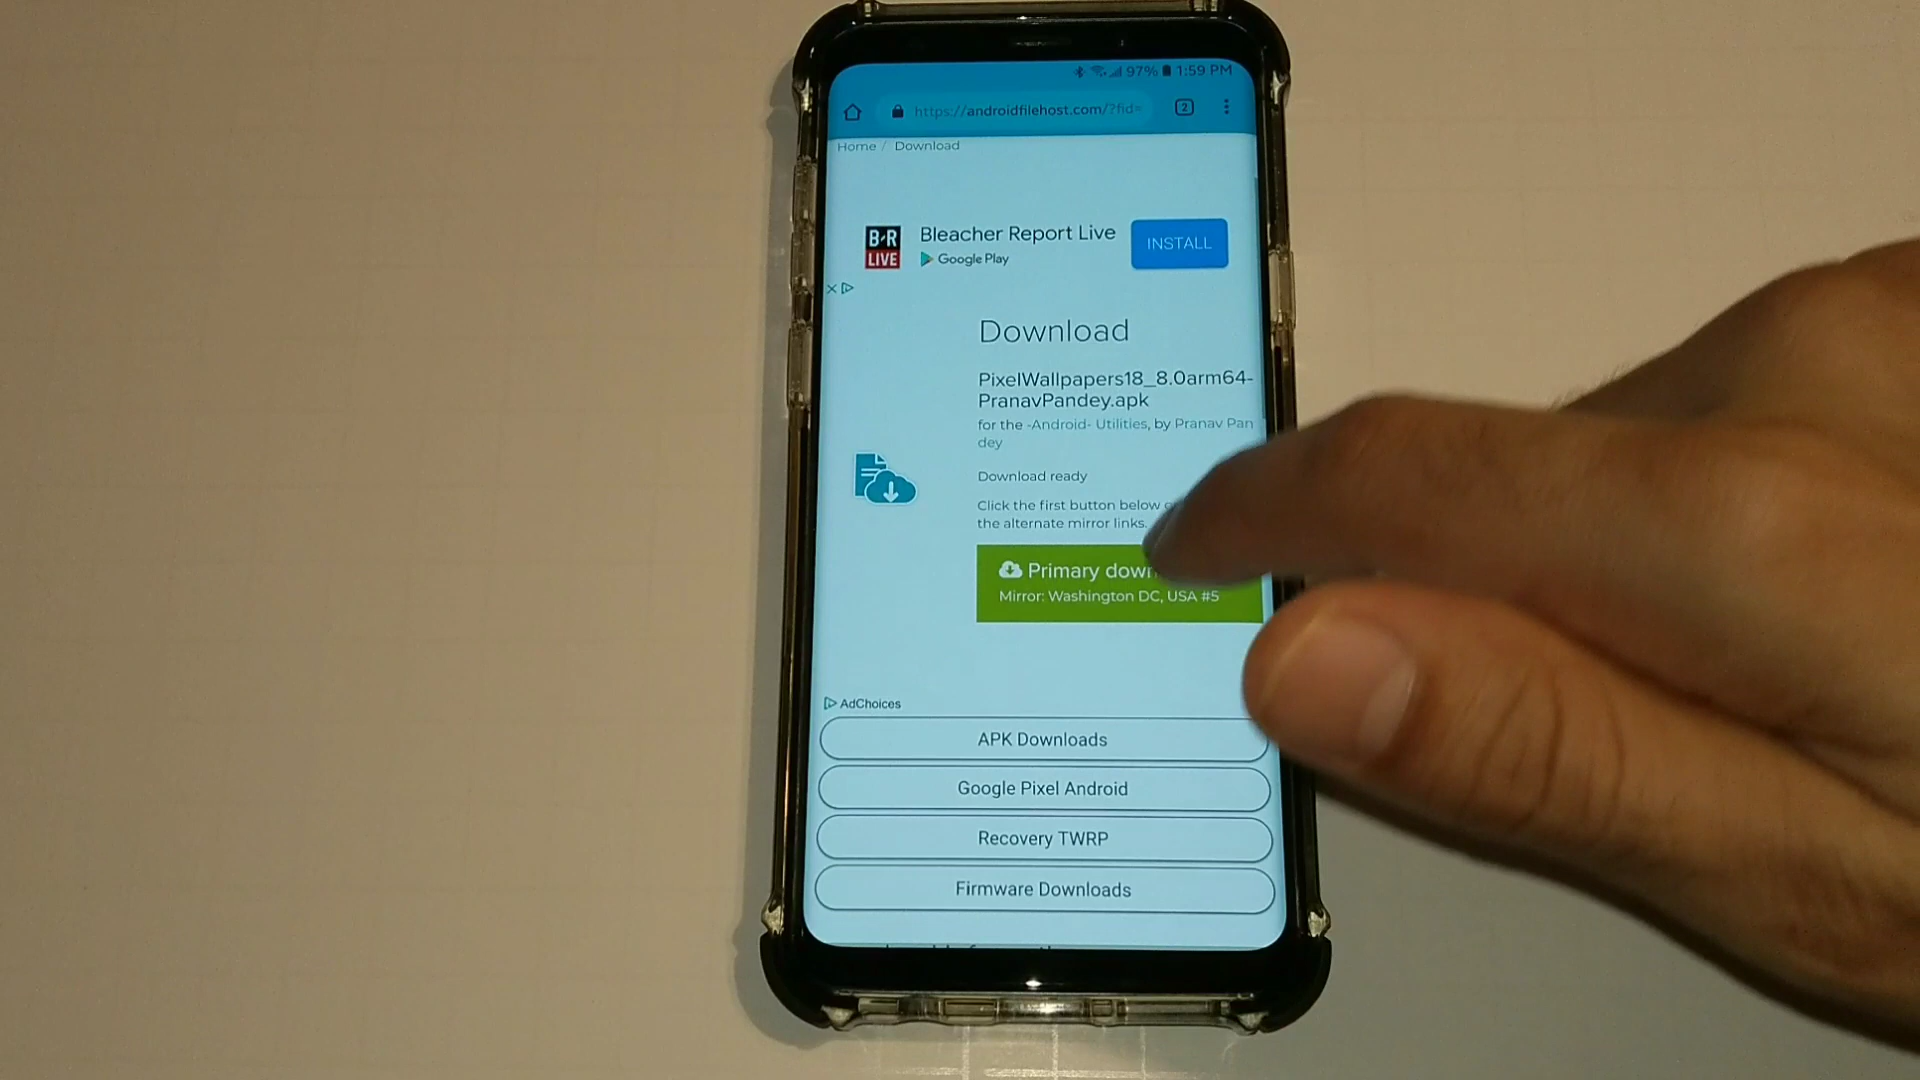 97% 1:59 PM
https://androidfilehost.com/?fid=
2
Home / Download
B/R
LIVE
Bleacher Report Live
Google Play
INSTALL
Download
PixelWallpapers18_8.0arm64-
PranavPandey.apk
for the -Android- Utilities, by Pranav Pan
dey
Download ready
Click the first button below
the alternate mirror links.
Primary down
Mirror: Washington DC, USA #5
AdChoices
APK Downloads
Google Pixel Android
Recovery TWRP
Firmware Downloads